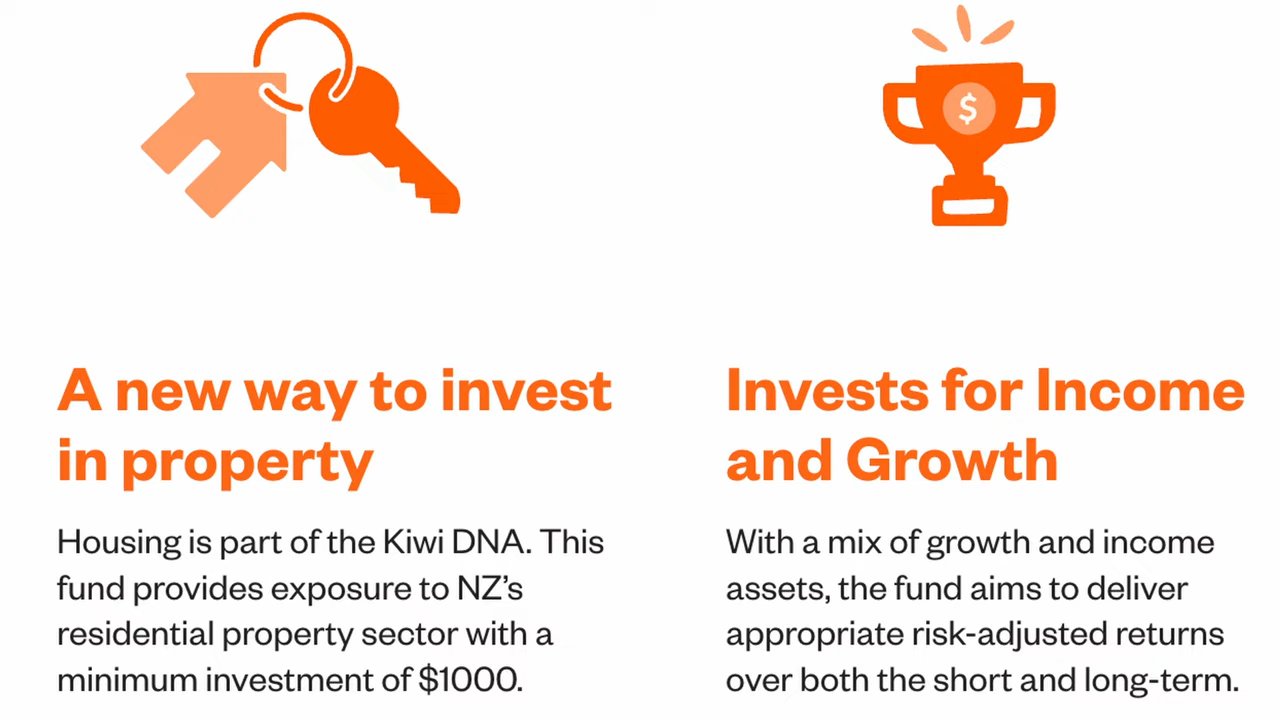 $
A new way to invest
in property
Housing is part of the Kiwi DNA. This
fund provides exposure to NZ’s
residential property sector with a
minimum investment of $1000.
Invests for Income
and Growth
With a mix of growth and income
assets, the fund aims to deliver
appropriate risk-adjusted returns
over both the short and long-term.